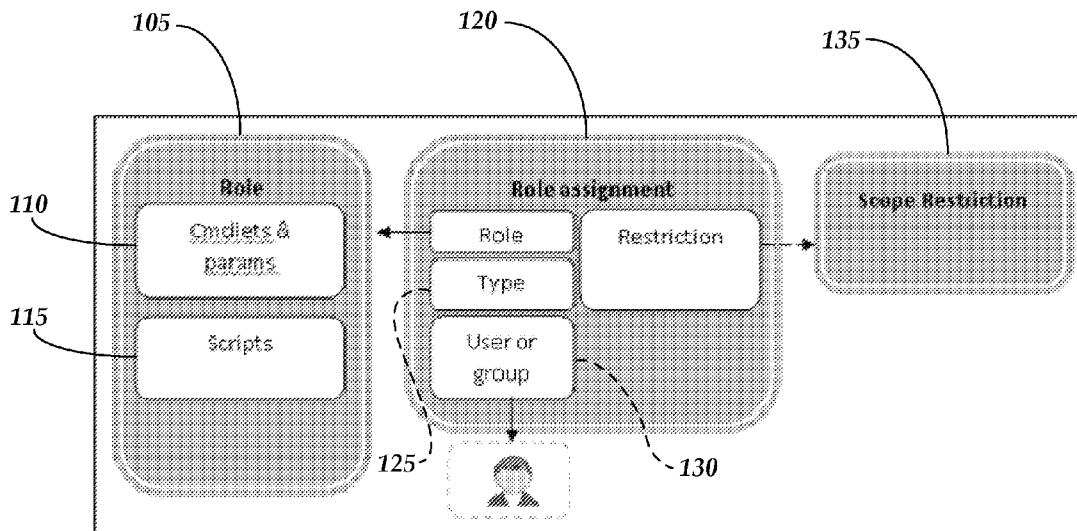 105
120
135
110
115
Role
Cmdlets &
params
Scripts
Role assignment
Role
Type
User or
group
Restriction
Scope Restriction
125
130